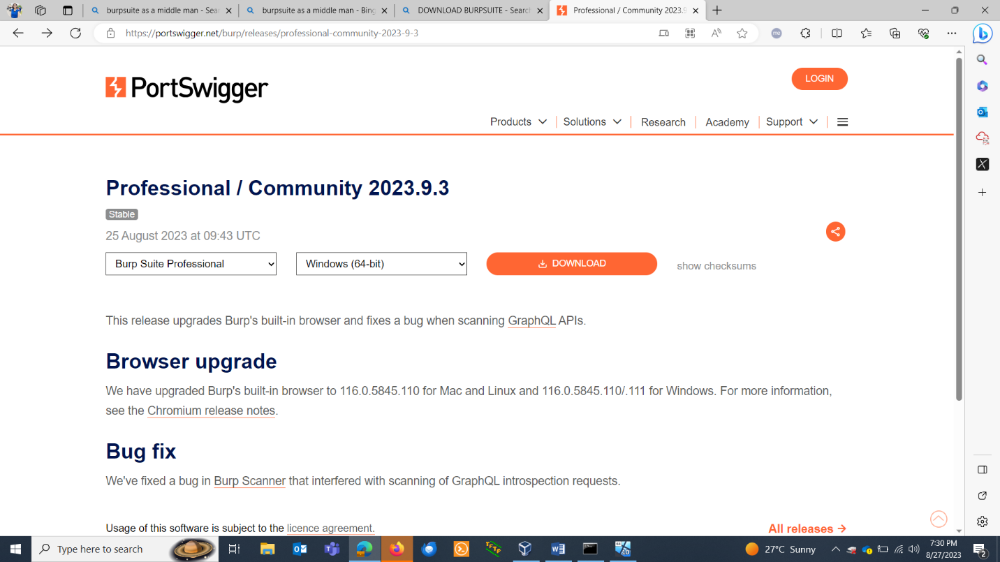 burpsuite as a middle man - Sear
burpsuite as a middle man - Bing
DOWNLOAD BURPSUITE - Search
Professional / Community 2023.9
https://portswigger.net/burp/releases/professional-community-2023-9-3
me
PortSwigger
LOGIN
Products
Solutions
Research
Academy
Support
Professional / Community 2023.9.3
Stable
25 August 2023 at 09:43 UTC
Burp Suite Professional
Windows (64-bit)
DOWNLOAD
show checksums
This release upgrades Burp's built-in browser and fixes a bug when scanning GraphQL APIs.
Browser upgrade
We have upgraded Burp's built-in browser to 116.0.5845.110 for Mac and Linux and 116.0.5845.110/.111 for Windows. For more information,
see the Chromium release notes.
Bug fix
We've fixed a bug in Burp Scanner that interfered with scanning of GraphQL introspection requests.
Usage of this software is subject to the licence agreement.
All releases
Type here to search
27°C Sunny
7:30 PM
8/27/2023
2